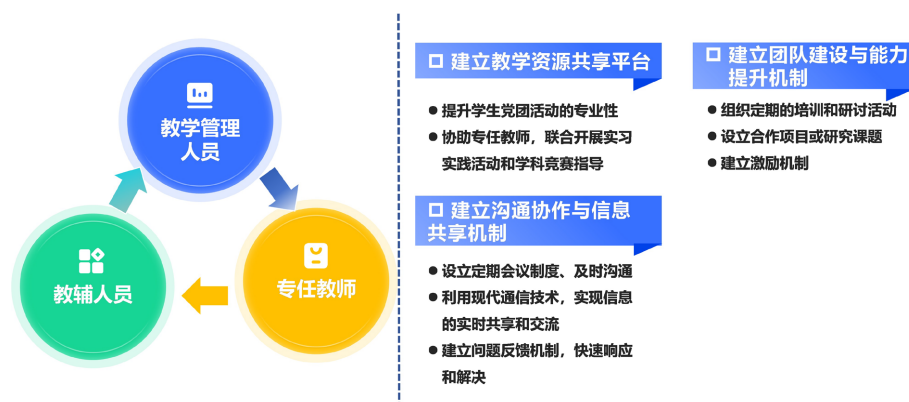 教学管理
人员
专任教师
教辅人员
建立教学资源共享平台
●提升学生党团活动的专业性
●协助专任教师，联合开展实习
实践活动和学科竞赛指导
建立沟通协作与信息
共享机制
●设立定期会议制度、及时沟通
●利用现代通信技术，实现信息
的实时共享和交流
●建立问题反馈机制，快速响应
和解决
建立团队建设与能力
提升机制
●组织定期的培训和研讨活动
●设立合作项目或研究课题
●建立激励机制